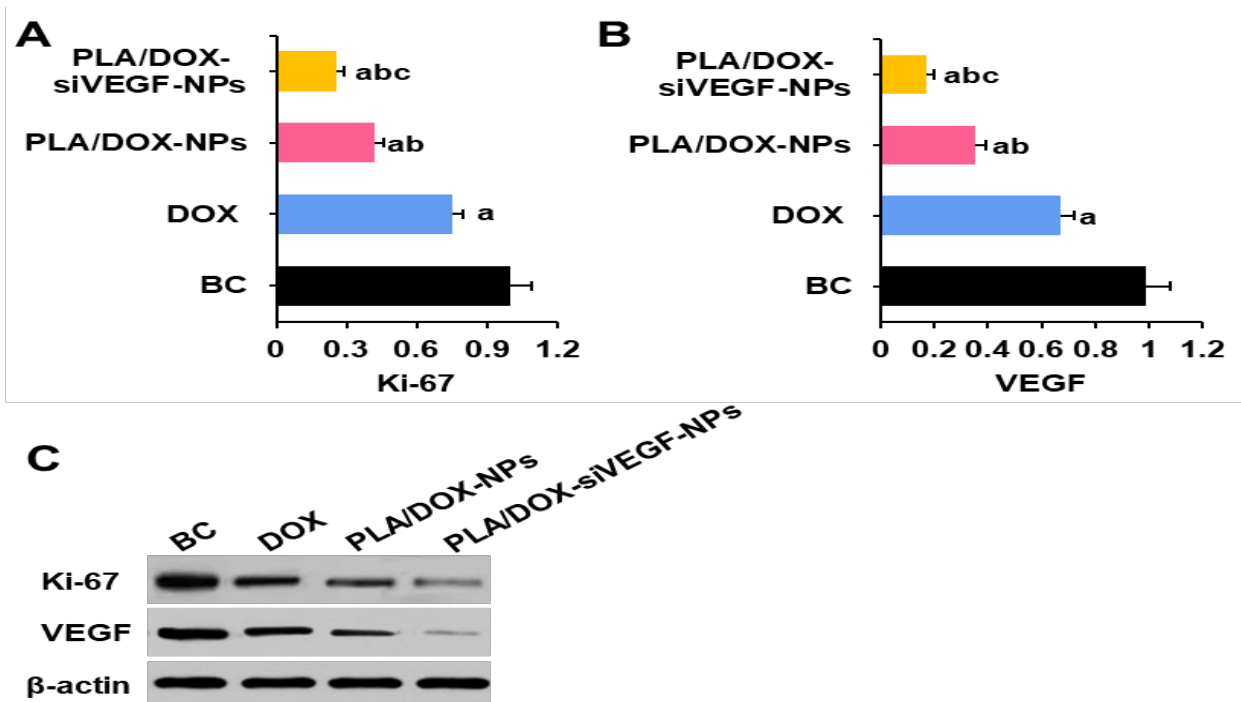 A
PLA/DOX-
siVEGF-NPs
abc
PLA/DOX-NPs
ab
DOX
a
BC
0 0.3 0.6 0.9 1.2
Ki-67
B
PLA/DOX-
siVEGF-NPs
abc
PLA/DOX-NPs
ab
DOX
a
BC
0 0.2 0.4 0.6 0.8 1 1.2
VEGF
C
BC
DOX
PLA/DOX-NPs
PLA/DOX-siVEGF-NPs
Ki-67
VEGF
β-actin